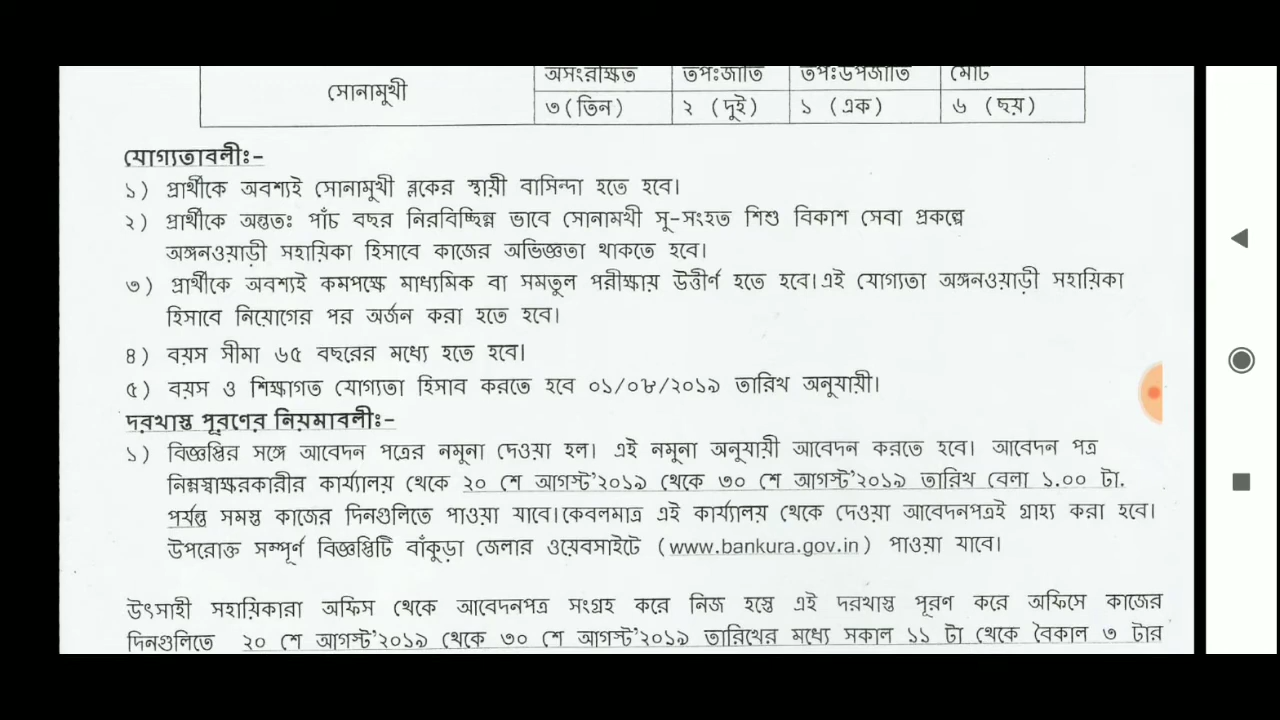 অসংরক্ষিত তপঃজাতি তপঃউপজাতি মোট
সোনামুখী
৩(তিন) ২ (দুই) ১ (এক) ৬ (ছয়)
যোগ্যতাবলীঃ-
১) প্রার্থীকে অবশ্যই সোনামুখী ব্লকের স্থায়ী বাসিন্দা হতে হবে।
২) প্রার্থীকে অন্ততঃ পাঁচ বছর নিরবিচ্ছিন্ন ভাবে সোনামখী সু-সংহত শিশু বিকাশ সেবা প্রকল্পে
অঙ্গনওয়াড়ী সহায়িকা হিসাবে কাজের অভিজ্ঞতা থাকতে হবে।
৩) প্রার্থীকে অবশ্যই কমপক্ষে মাধ্যমিক বা সমতুল পরীক্ষায় উত্তীর্ণ হতে হবে।এই যোগ্যতা অঙ্গনওয়াড়ী সহায়িকা
হিসাবে নিয়োগের পর অর্জন করা হতে হবে।
৪) বয়স সীমা ৬৫ বছরের মধ্যে হতে হবে।
৫) বয়স ও শিক্ষাগত যোগ্যতা হিসাব করতে হবে ০১/০৮/২০১৯ তারিখ অনুযায়ী।
দরখাস্ত পূরণের নিয়মাবলীঃ-
১) বিজ্ঞপ্তির সঙ্গে আবেদন পত্রের নমুনা দেওয়া হল। এই নমুনা অনুযায়ী আবেদন করতে হবে। আবেদন পত্র
নিম্নস্বাক্ষরকারীর কার্য্যালয় থেকে ২০ শে আগস্ট'২০১৯ থেকে ৩০ শে আগস্ট'২০১৯ তারিখ বেলা ১.০০ টা.
পর্যন্ত সমস্ত কাজের দিনগুলিতে পাওয়া যাবে।কেবলমাত্র এই কার্য্যালয় থেকে দেওয়া আবেদনপত্রই গ্রাহ্য করা হবে।
উপরোক্ত সম্পূর্ণ বিজ্ঞপ্তিটি বাঁকুড়া জেলার ওয়েবসাইটে (www.bankura.gov.in) পাওয়া যাবে।
উৎসাহী সহায়িকারা অফিস থেকে আবেদনপত্র সংগ্রহ করে নিজ হস্তে এই দরখাস্ত পূরণ করে অফিসে কাজের
দিনগুলিতে ২০ শে আগস্ট'২০১৯ থেকে ৩০ শে আগস্ট'২০১৯ তারিখের মধ্যে সকাল ১১ টা থেকে বৈকাল ৩ টার